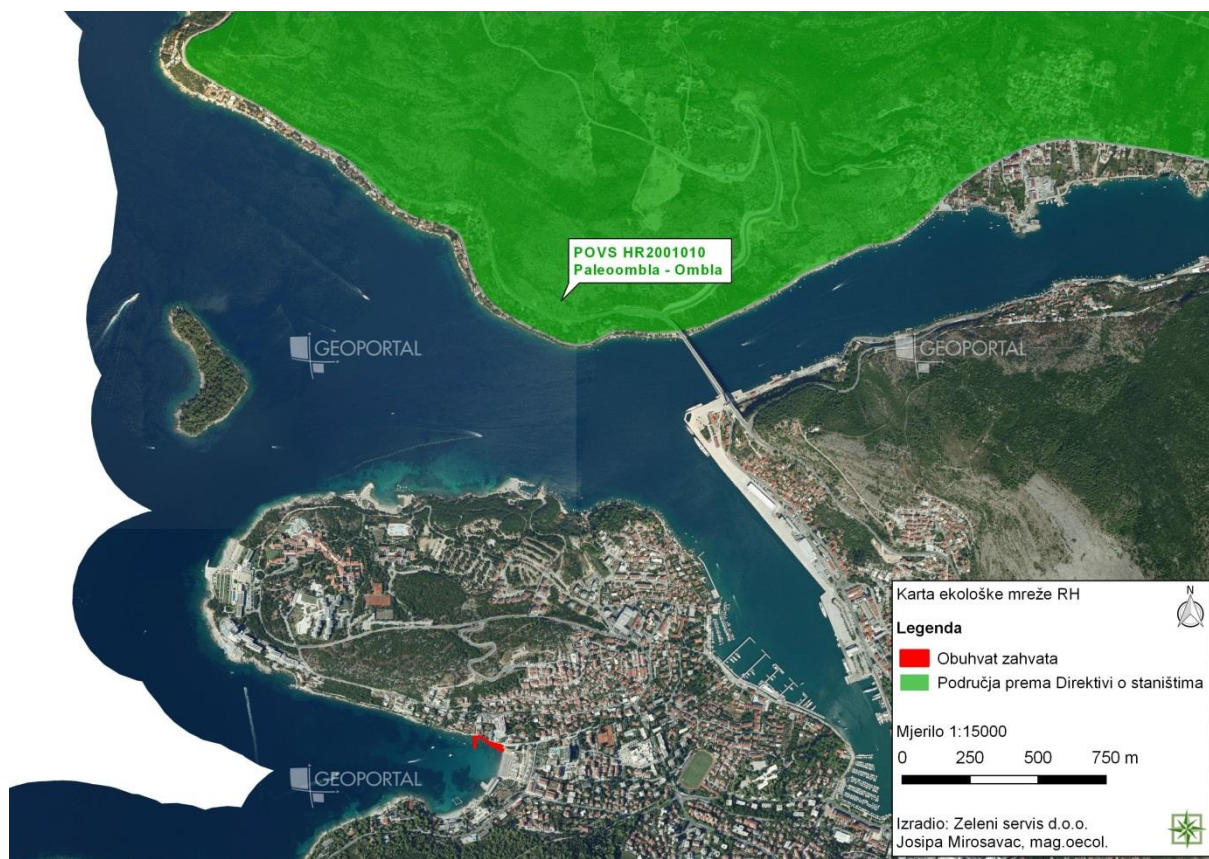 POVS HR2001010
Paleoombla - Ombla
GEOPORTAL
GEOPORTAL
GEOPORTAL
Karta ekološke mreže RH
N
Legenda
Obuhvat zahvata
Područja prema Direktivi o staništima
Mjerilo 1:15000
0 250 500 750 m
Izradio: Zeleni servis d.o.o.
Josipa Mirosavac, mag.oecol.